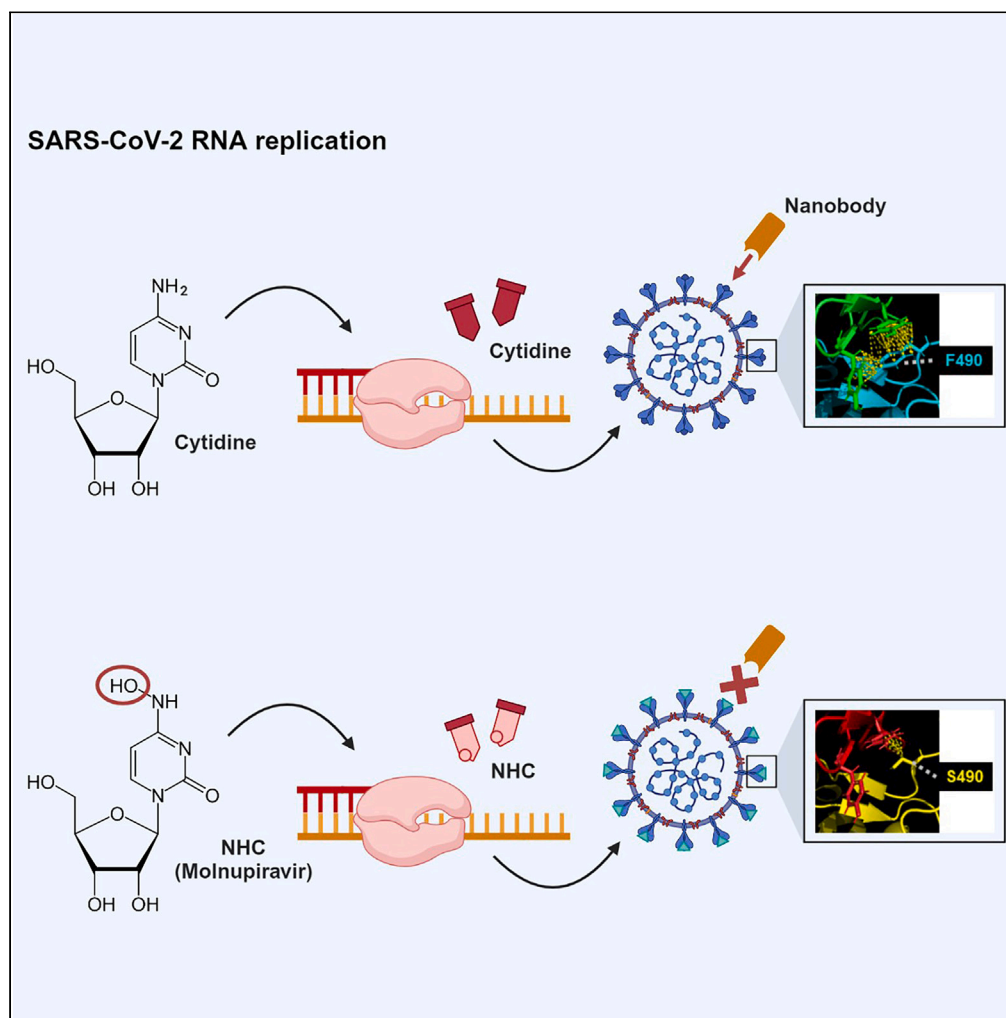 SARS-CoV-2 RNA replication
Nanobody
NH₂
N
N
O
HO
O
OH
OH
Cytidine
Cytidine
F490
HO
NH
N
N
O
HO
O
OH
OH
NHC
(Molnupiravir)
NHC
S490